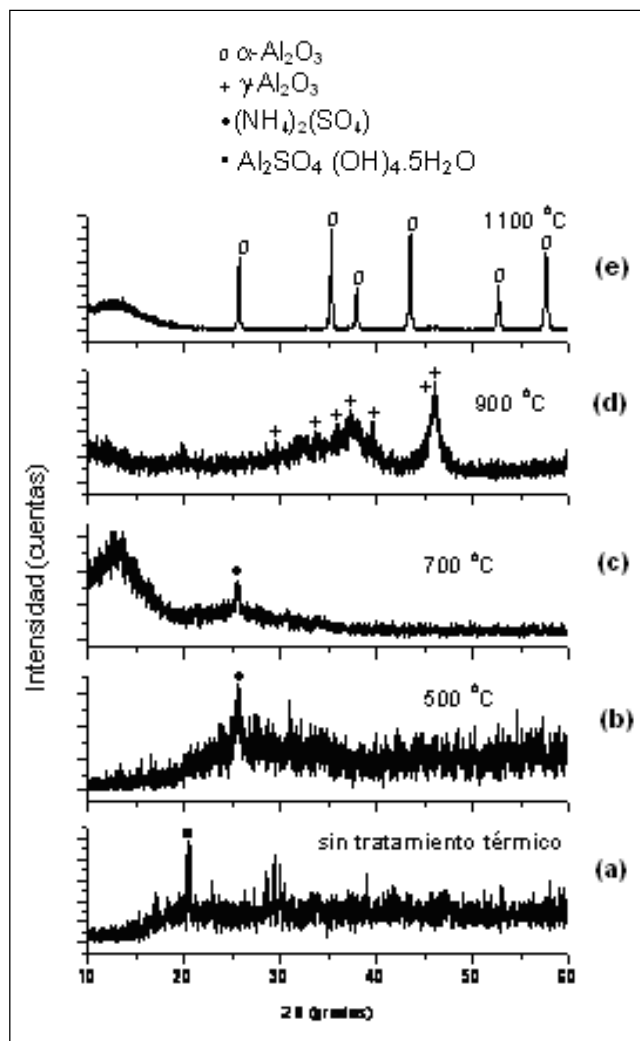 σ α-Al₂O₃
+ γ-Al₂O₃
•(NH₄)₂(SO₄)
▪ Al₂SO₄ (OH)₄.5H₂O
1100 °C
(e)
900 °C
(d)
700 °C
(c)
500 °C
(b)
sin tratamiento térmico
(a)
Intensidad (cuentas)
10 20 30 40 50 60
2θ (grados)